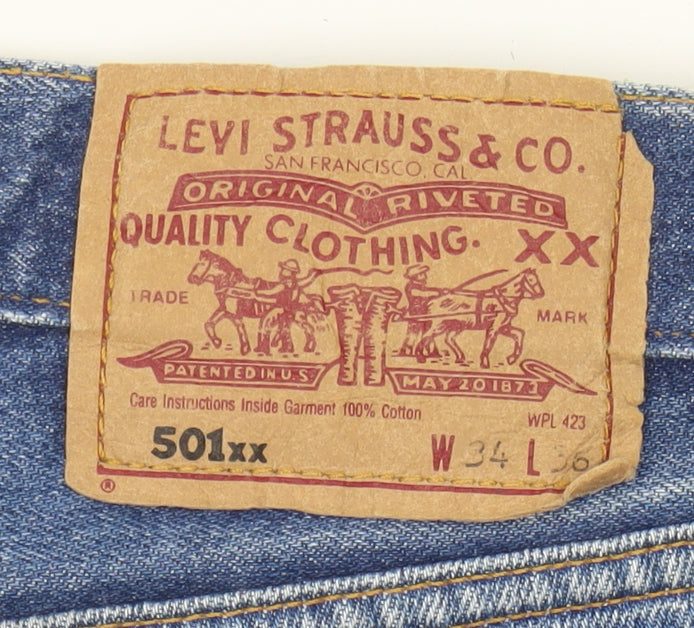 LEVI STRAUSS & CO.
SAN FRANCISCO, CAL
ORIGINAL RIVETED
QUALITY CLOTHING. XX
TRADE MARK
PATENTED IN U.S. MAY 20 1873
Care Instructions Inside Garment 100% Cotton
WPL 423
501xx W 34 L 36
®